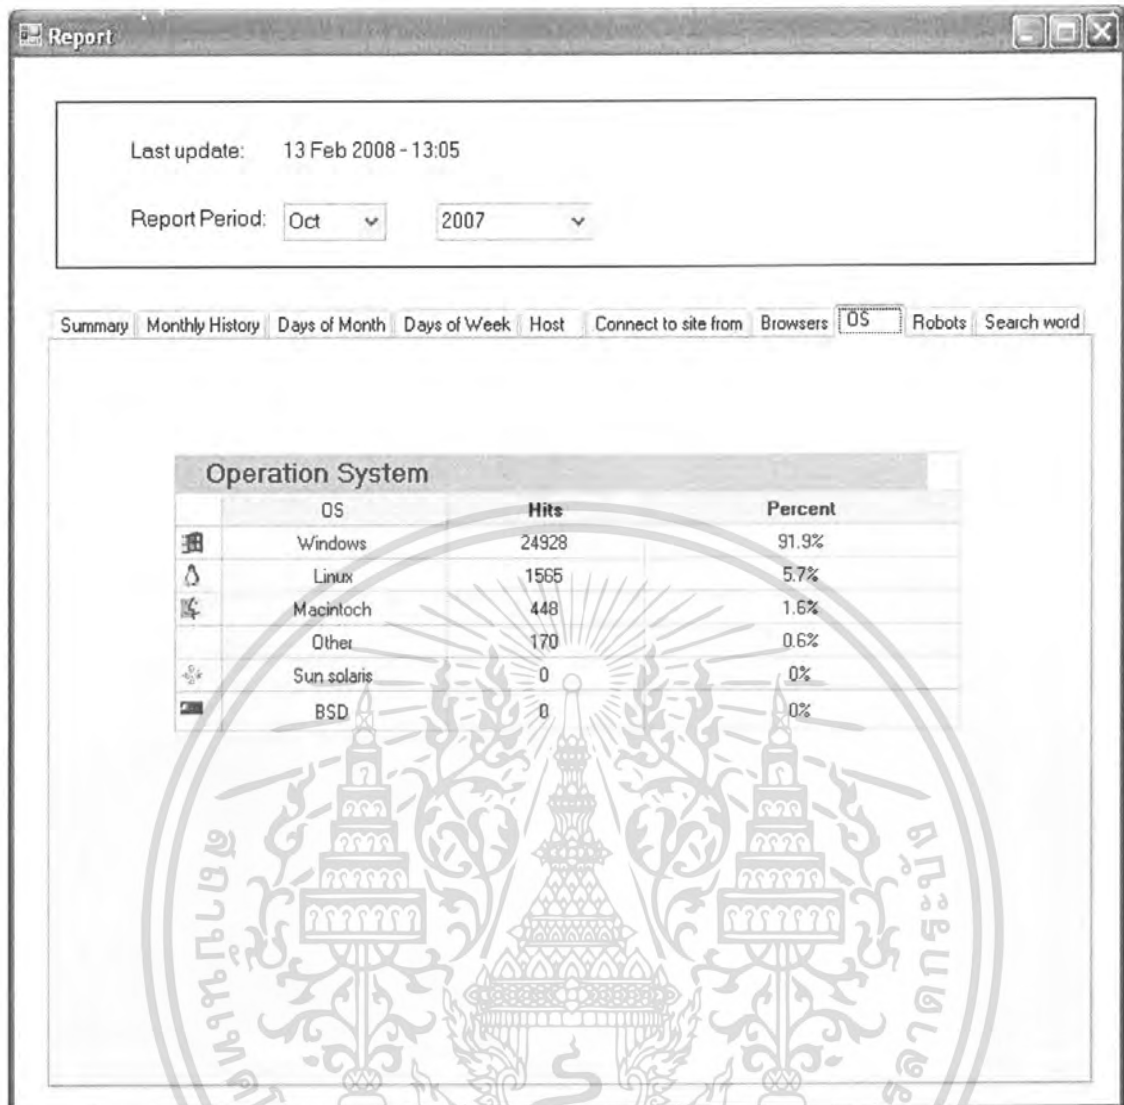 Report
Last update: 13 Feb 2008 - 13:05
Report Period: Oct 2007
Summary Monthly History Days of Month Days of Week Host Connect to site from Browsers OS Robots Search word
Operation System
OS Hits Percent
Windows 24928 91.9%
Linux 1565 5.7%
Macintoch 448 1.6%
Other 170 0.6%
Sun solaris 0 0%
BSD 0 0%